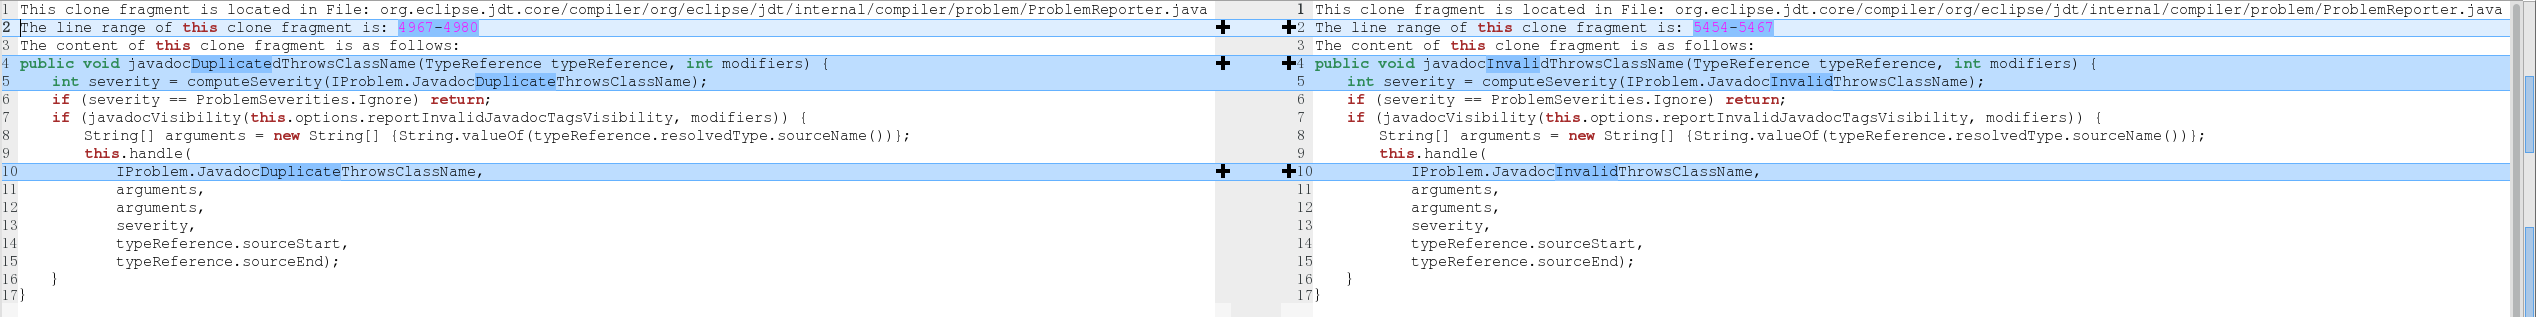 1 This clone fragment is located in File: org.eclipse.jdt.core/compiler/org/eclipse/jdt/internal/compiler/problem/ProblemReporter.java
2 The line range of this clone fragment is: 4967-4980
3 The content of this clone fragment is as follows:
4 public void javadocDuplicatedThrowsClassName(TypeReference typeReference, int modifiers) {
5 int severity = computeSeverity(IProblem.JavadocDuplicateThrowsClassName);
6 if (severity == ProblemSeverities.Ignore) return;
7 if (javadocVisibility(this.options.reportInvalidJavadocTagsVisibility, modifiers)) {
8 String[] arguments = new String[] {String.valueOf(typeReference.resolvedType.sourceName())};
9 this.handle(
10 IProblem.JavadocDuplicateThrowsClassName,
11 arguments,
12 arguments,
13 severity,
14 typeReference.sourceStart,
15 typeReference.sourceEnd);
16 }
17 }
1 This clone fragment is located in File: org.eclipse.jdt.core/compiler/org/eclipse/jdt/internal/compiler/problem/ProblemReporter.java
2 The line range of this clone fragment is: 5454-5467
3 The content of this clone fragment is as follows:
4 public void javadocInvalidThrowsClassName(TypeReference typeReference, int modifiers) {
5 int severity = computeSeverity(IProblem.JavadocInvalidThrowsClassName);
6 if (severity == ProblemSeverities.Ignore) return;
7 if (javadocVisibility(this.options.reportInvalidJavadocTagsVisibility, modifiers)) {
8 String[] arguments = new String[] {String.valueOf(typeReference.resolvedType.sourceName())};
9 this.handle(
10 IProblem.JavadocInvalidThrowsClassName,
11 arguments,
12 arguments,
13 severity,
14 typeReference.sourceStart,
15 typeReference.sourceEnd);
16 }
17 }